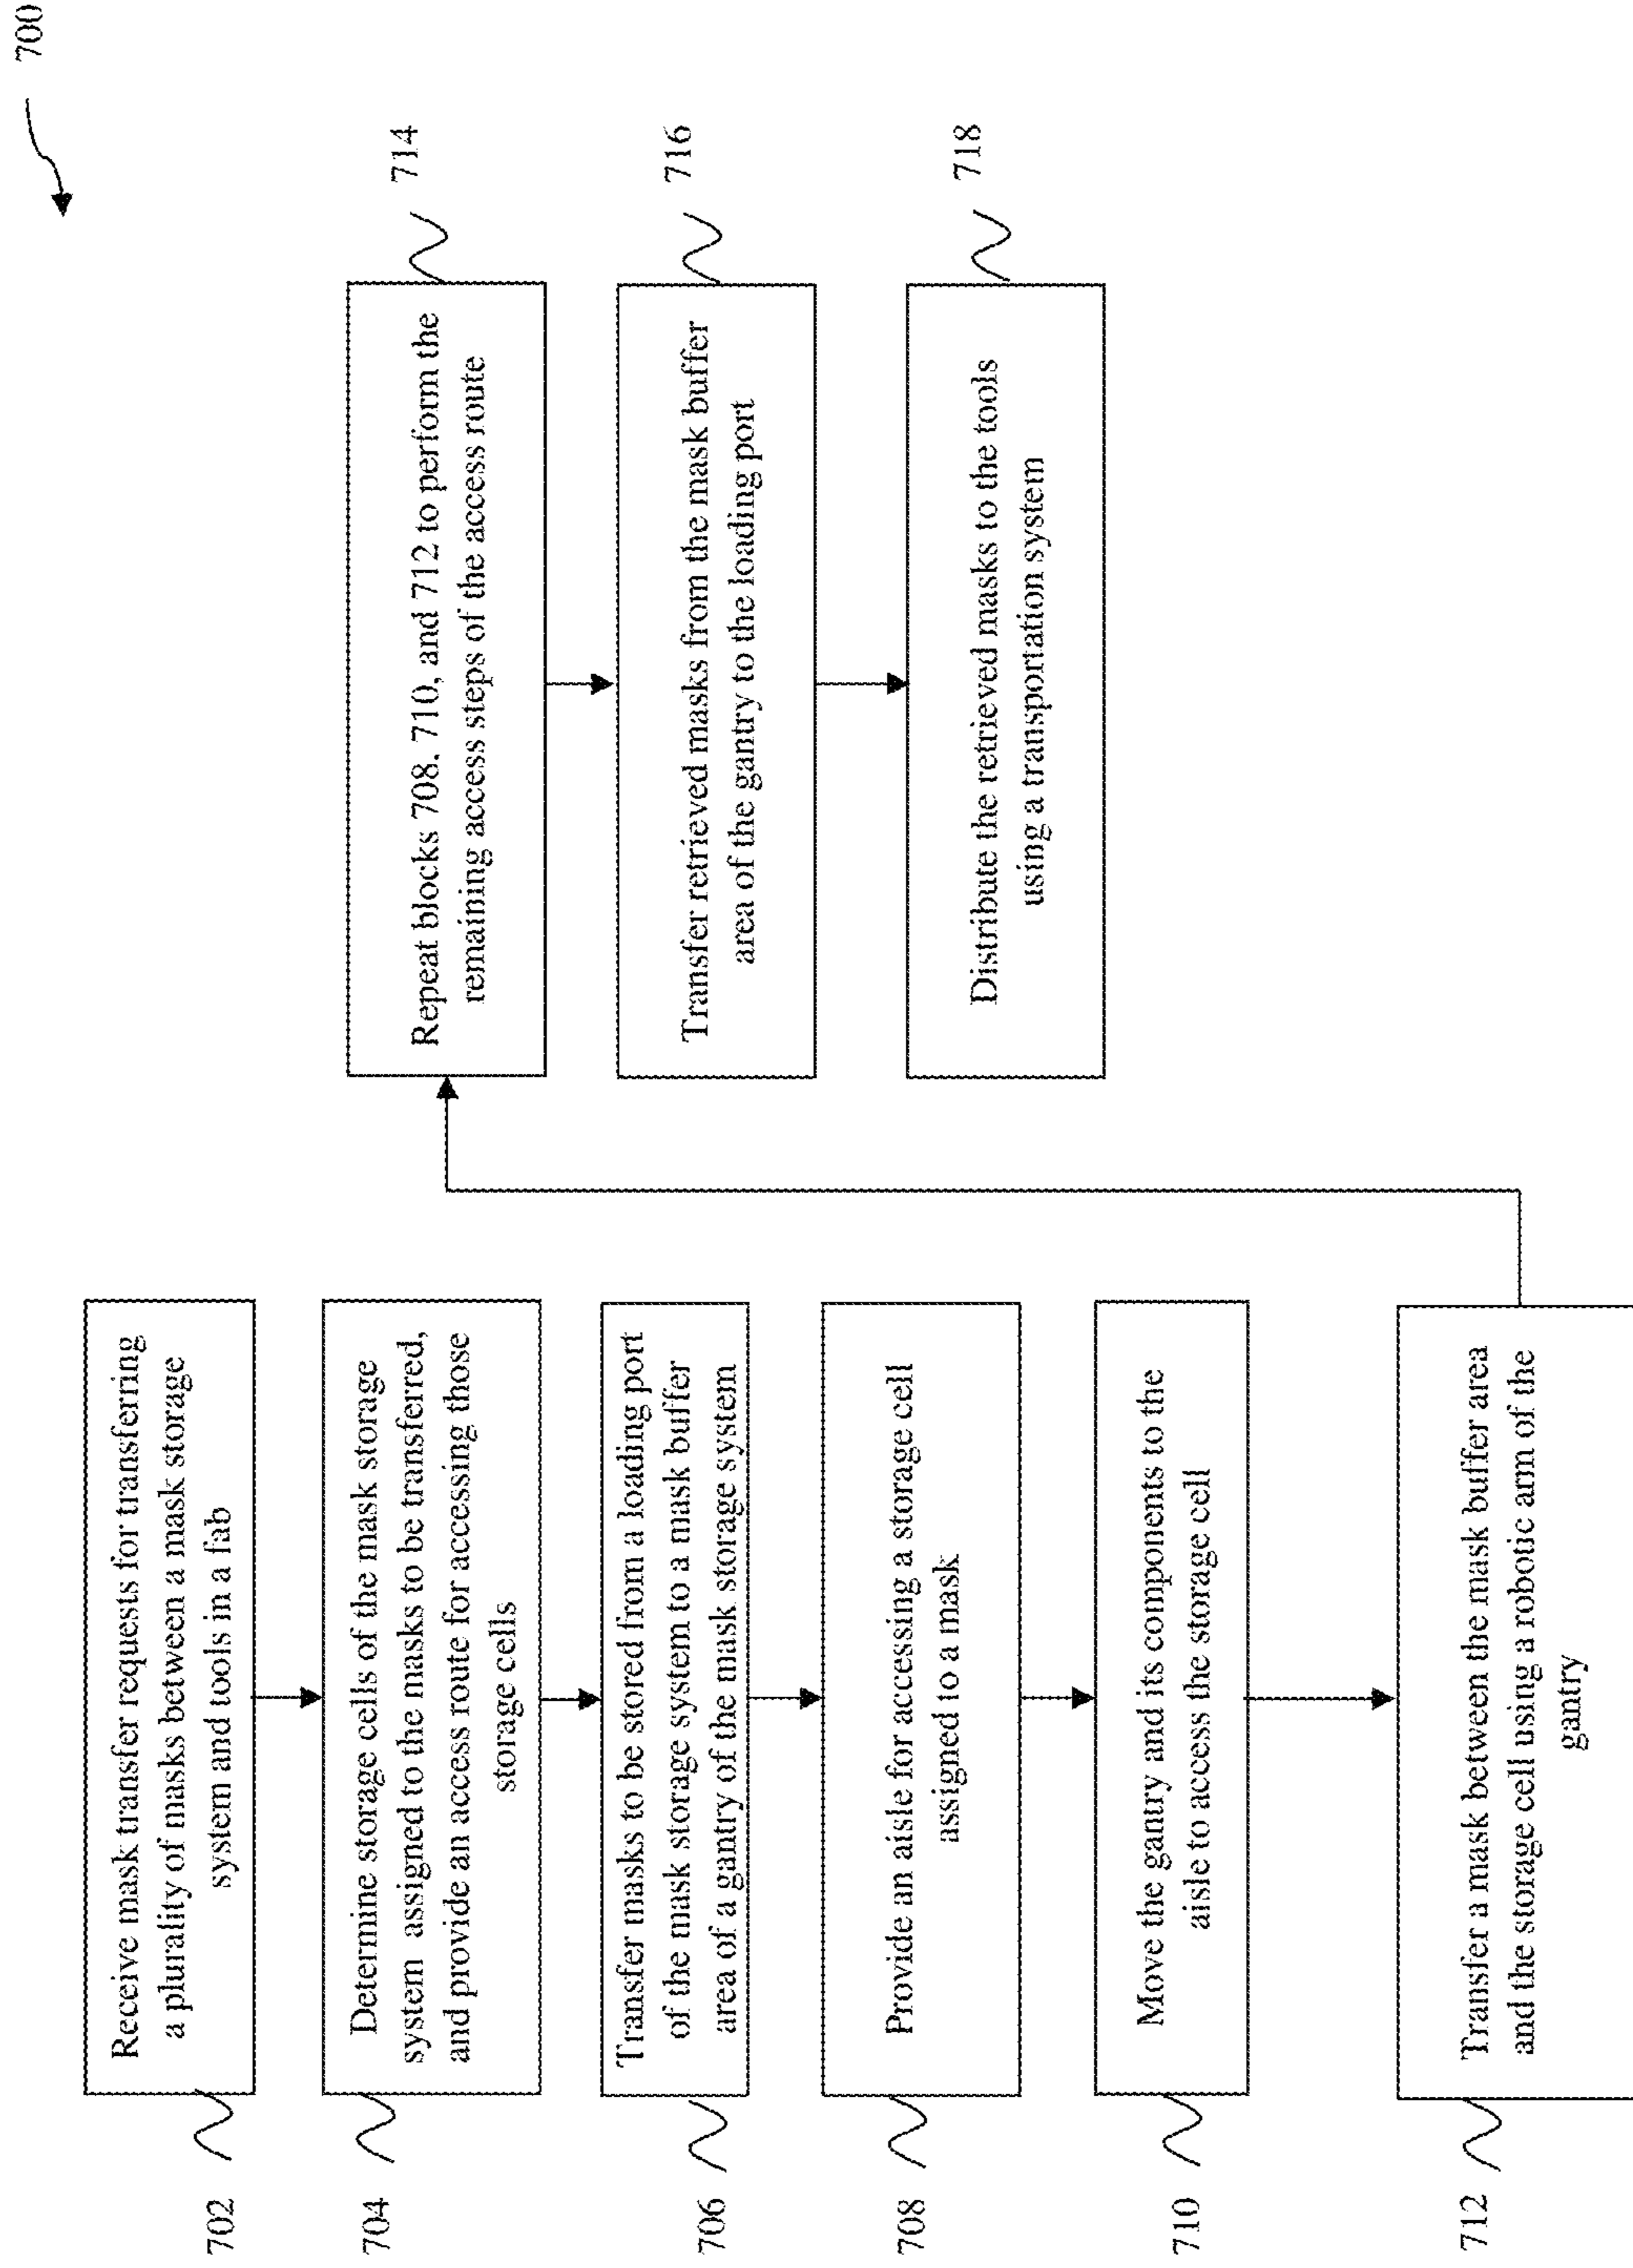 700
702
Receive mask transfer requests for transferring
a plurality of masks between a mask storage
system and tools in a fab
704
Determine storage cells of the mask storage
system assigned to the masks to be transferred,
and provide an access route for accessing those
storage cells
706
Transfer masks to be stored from a loading port
of the mask storage system to a mask buffer
area of a gantry of the mask storage system
708
Provide an aisle for accessing a storage cell
assigned to a mask
710
Move the gantry and its components to the
aisle to access the storage cell
712
Transfer a mask between the mask buffer area
and the storage cell using a robotic arm of the
gantry
714
Repeat blocks 708. 710, and 712 to perform the
remaining access steps of the access route
716
Transfer retrieved masks from the mask buffer
area of the gantry to the loading port
718
Distribute the retrieved masks to the tools
using a transportation system